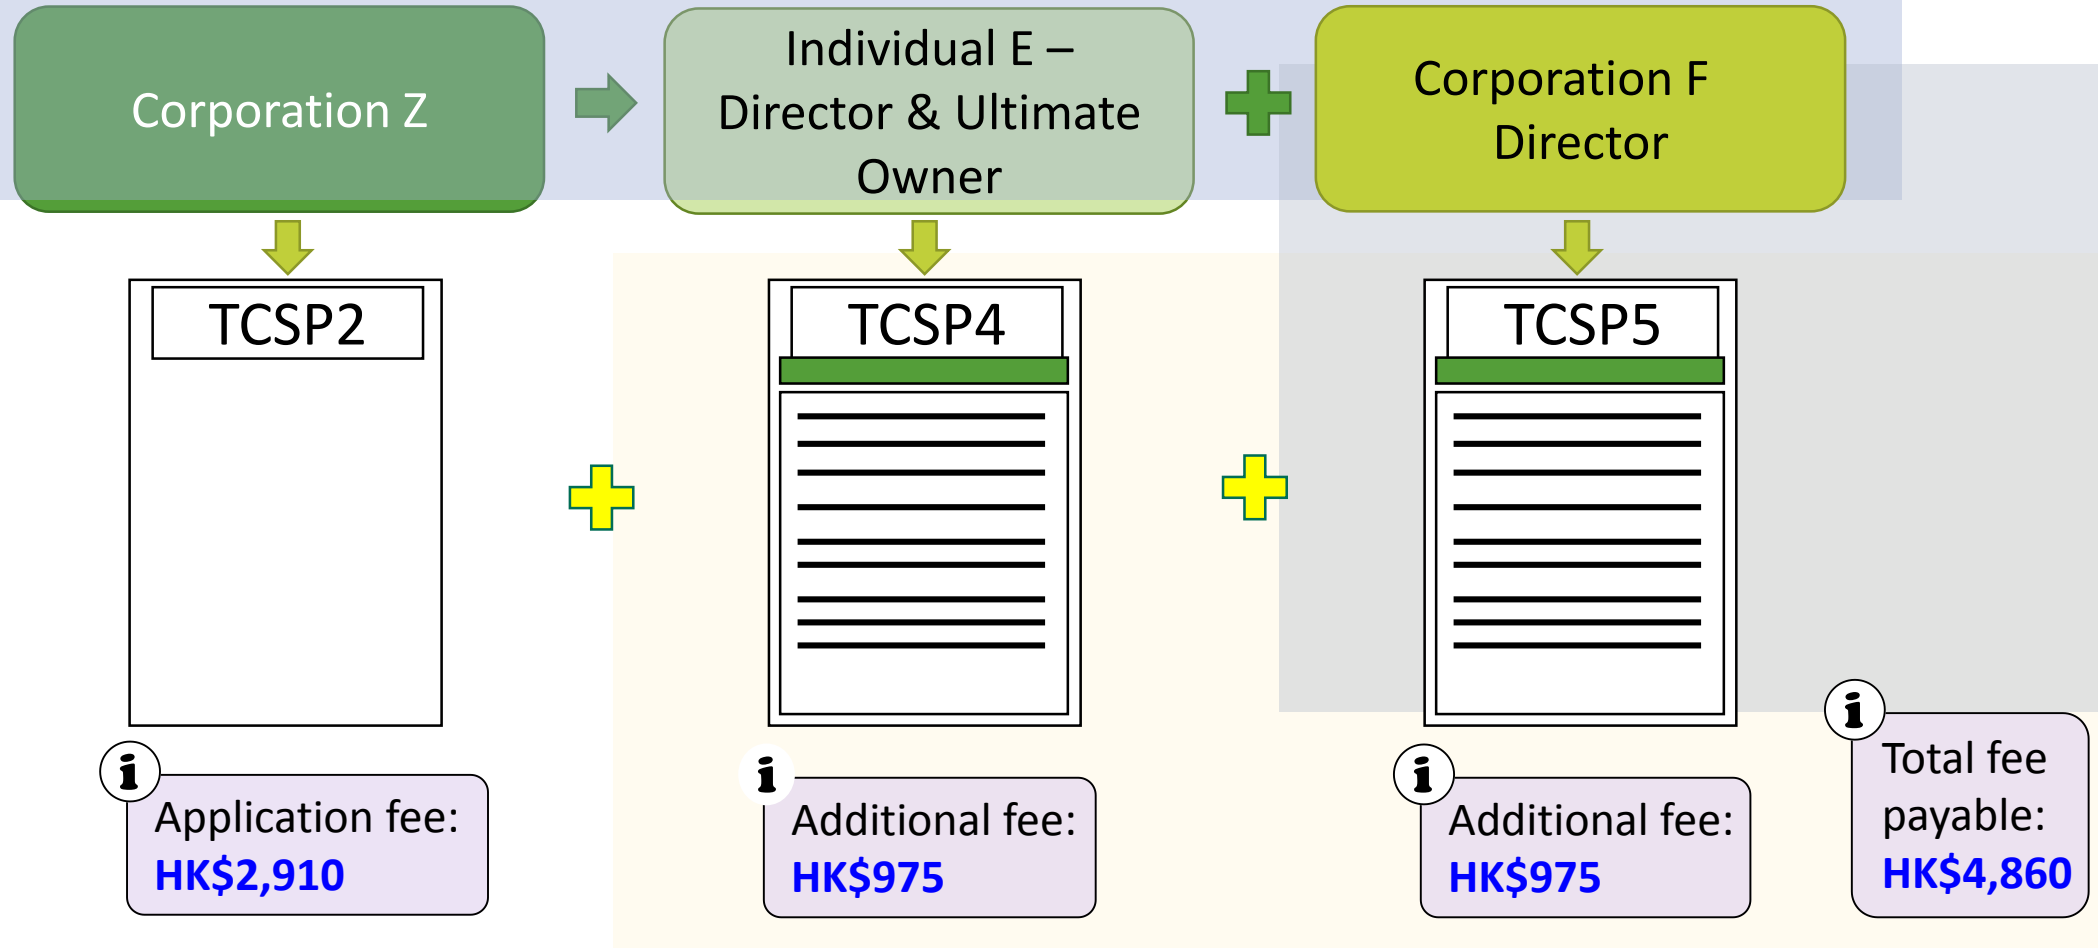 Corporation Z
Individual E –
Director & Ultimate
Owner
Corporation F
Director
TCSP2
TCSP4
TCSP5
i
Application fee:
HK$2,910
i
Additional fee:
HK$975
i
Additional fee:
HK$975
i
Total fee
payable:
HK$4,860